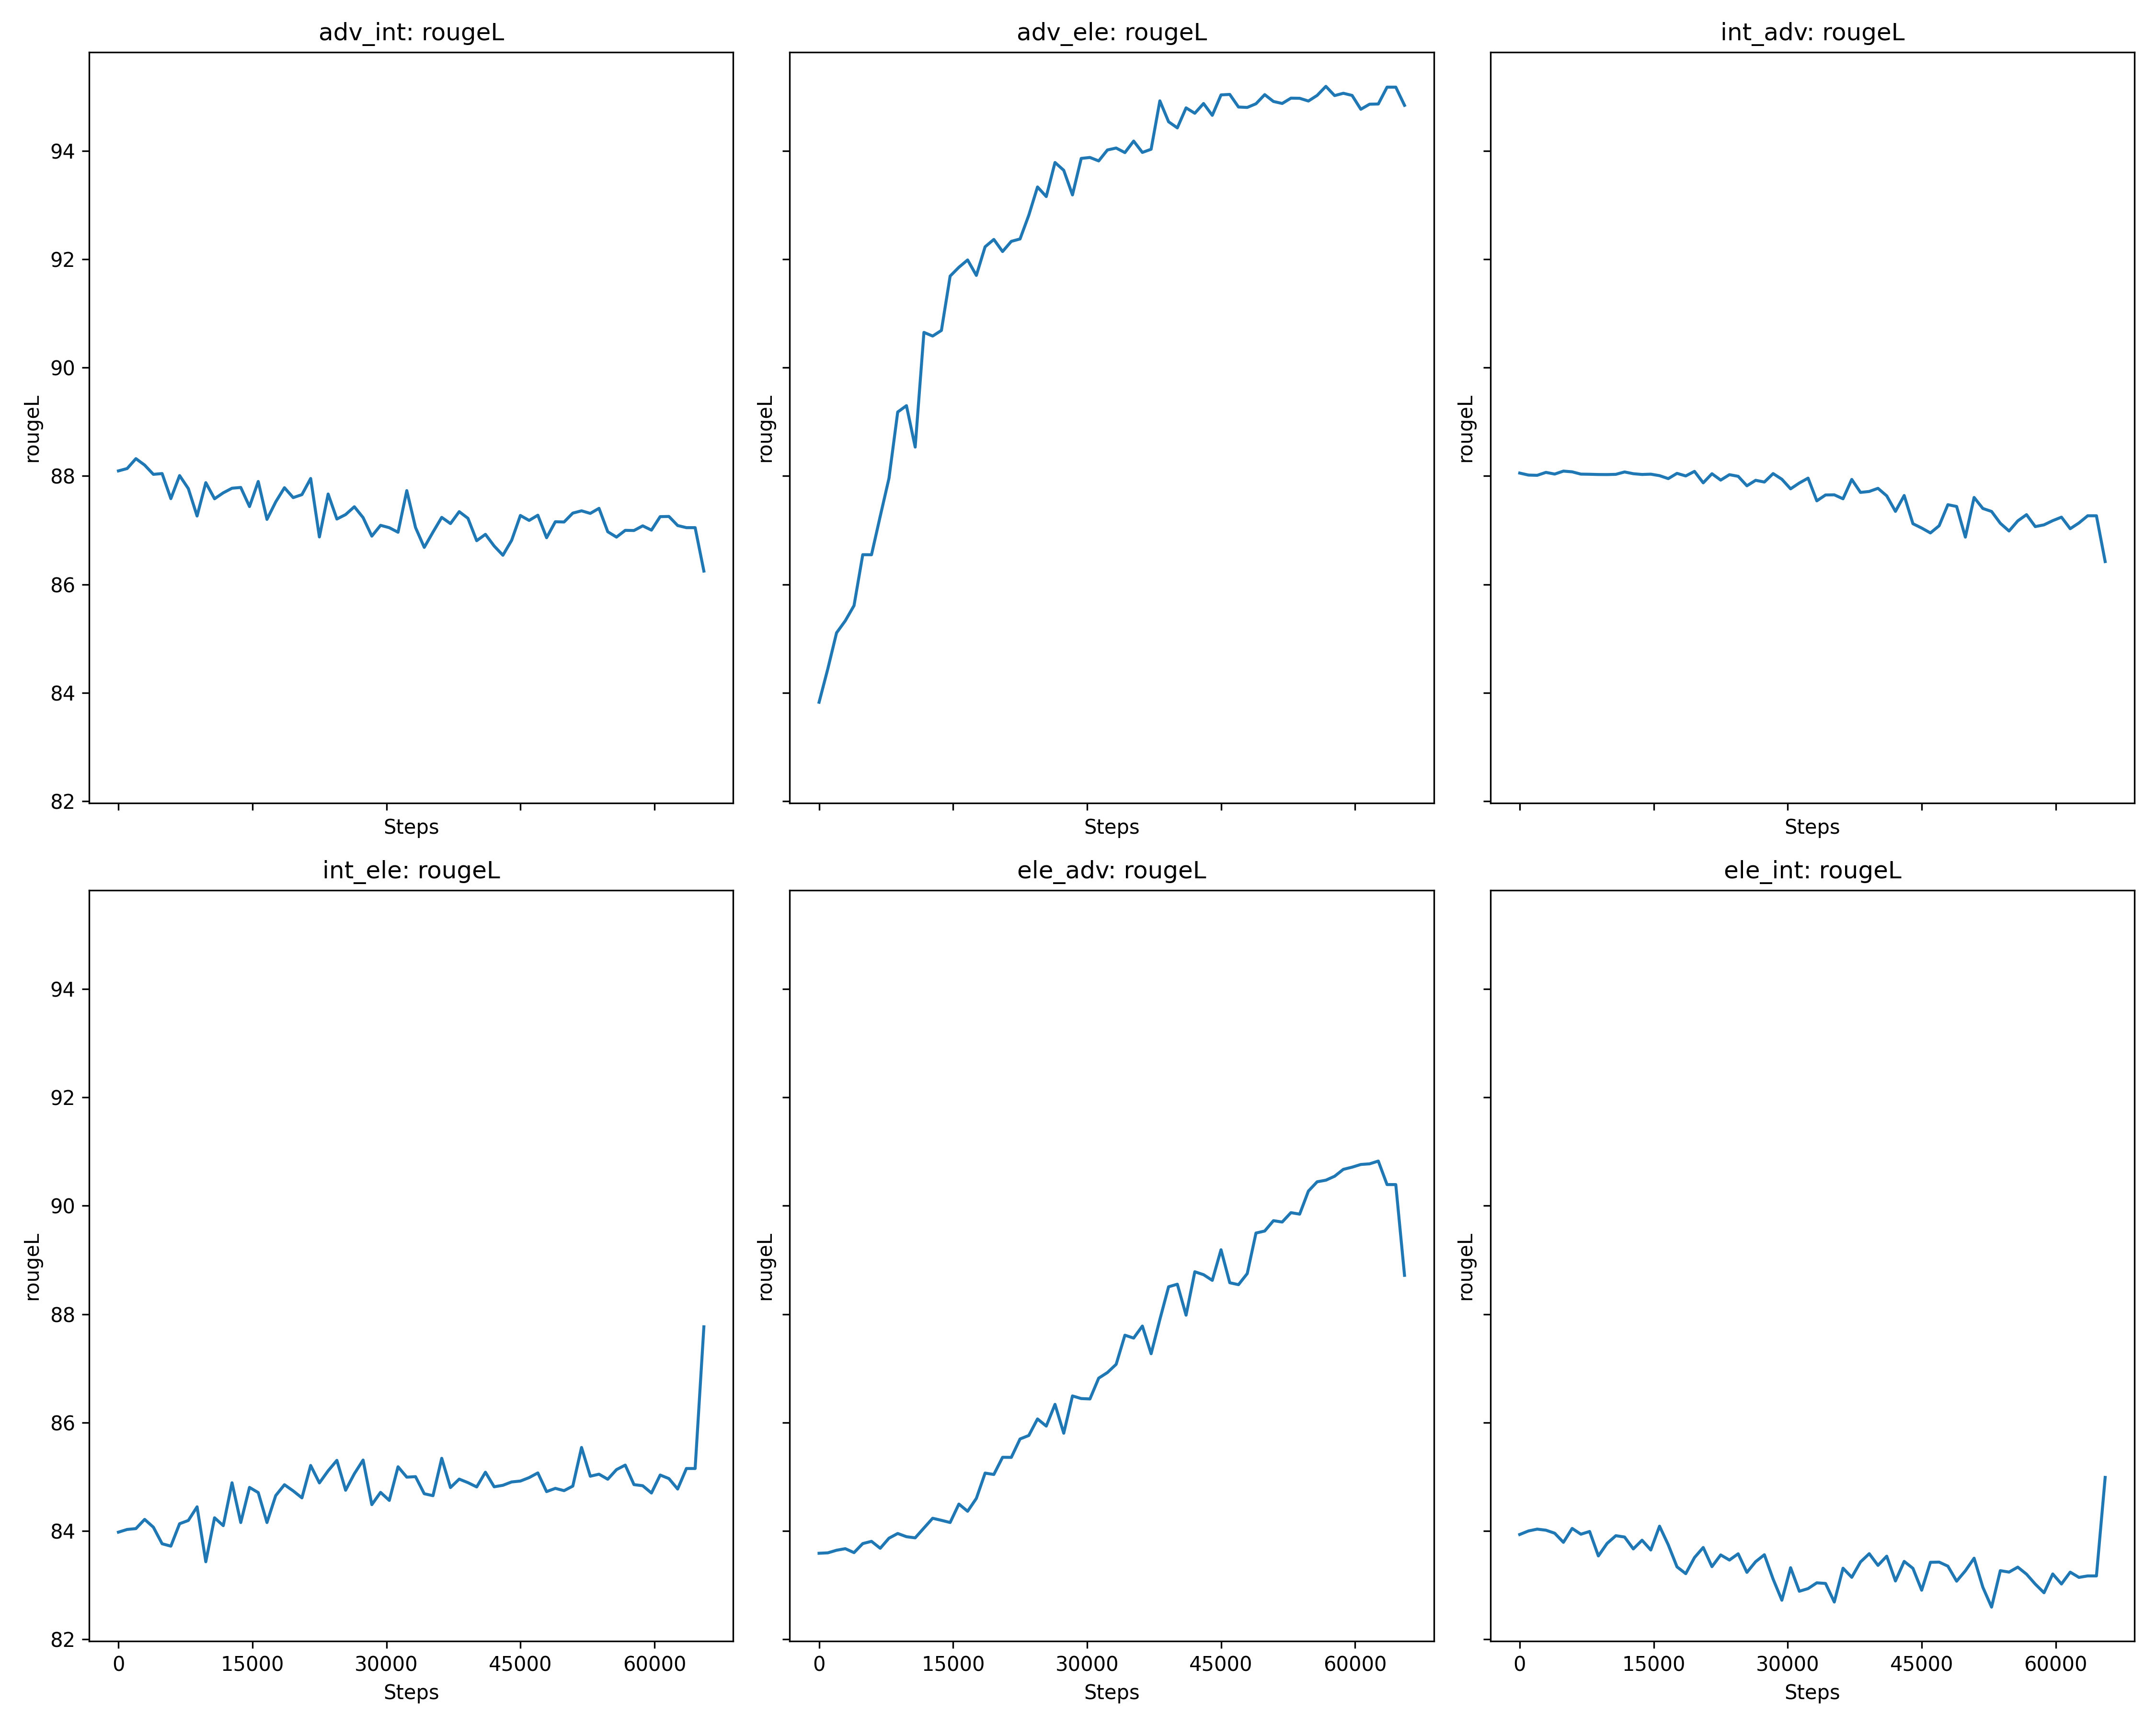 adv_int: rougeL
adv_ele: rougeL
int_adv: rougeL
94
92
90
88
86
84
82
rougeL
rougeL
rougeL
Steps
Steps
Steps
int_ele: rougeL
ele_adv: rougeL
ele_int: rougeL
94
92
90
88
86
84
82
rougeL
rougeL
rougeL
0 15000 30000 45000 60000
0 15000 30000 45000 60000
0 15000 30000 45000 60000
Steps
Steps
Steps